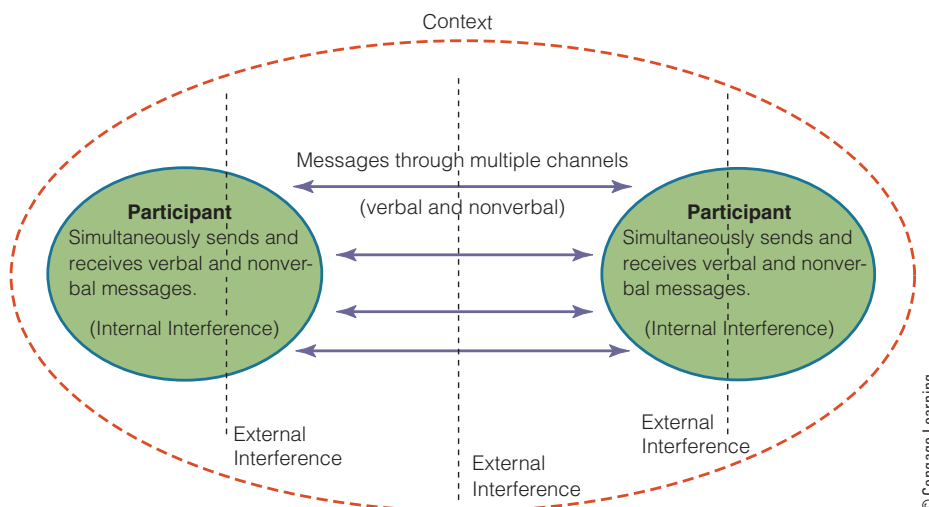 Context
Messages through multiple channels
(verbal and nonverbal)
Participant
Simultaneously sends and
receives verbal and nonver-
bal messages.
(Internal Interference)
Participant
Simultaneously sends and
receives verbal and nonver-
bal messages.
(Internal Interference)
External
Interference
External
Interference
External
Interference
© Cengage Learning